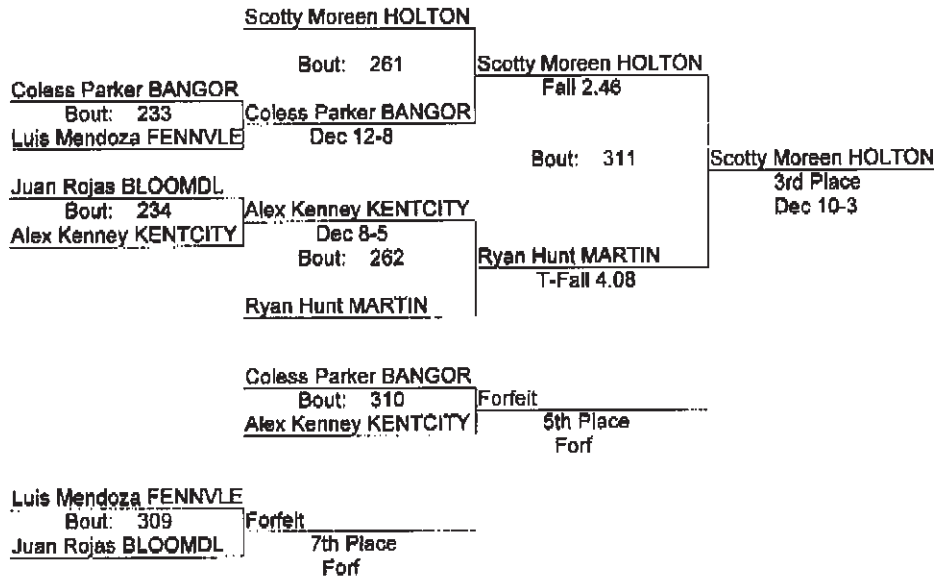 Scotty Moreen HOLTON
Bout: 261
Scotty Moreen HOLTON
Fall 2.46
Coless Parker BANGOR
Bout: 233
Luis Mendoza FENNVLE
Coless Parker BANGOR
Dec 12-8
Bout: 311
Scotty Moreen HOLTON
3rd Place
Dec 10-3
Juan Rojas BLOOMDL
Bout: 234
Alex Kenney KENTCITY
Alex Kenney KENTCITY
Dec 8-5
Bout: 262
Ryan Hunt MARTIN
T-Fall 4.08
Ryan Hunt MARTIN
Coless Parker BANGOR
Bout: 310
Alex Kenney KENTCITY
Forfeit
5th Place
Forf
Luis Mendoza FENNVLE
Bout: 309
Juan Rojas BLOOMDL
Forfeit
7th Place
Forf